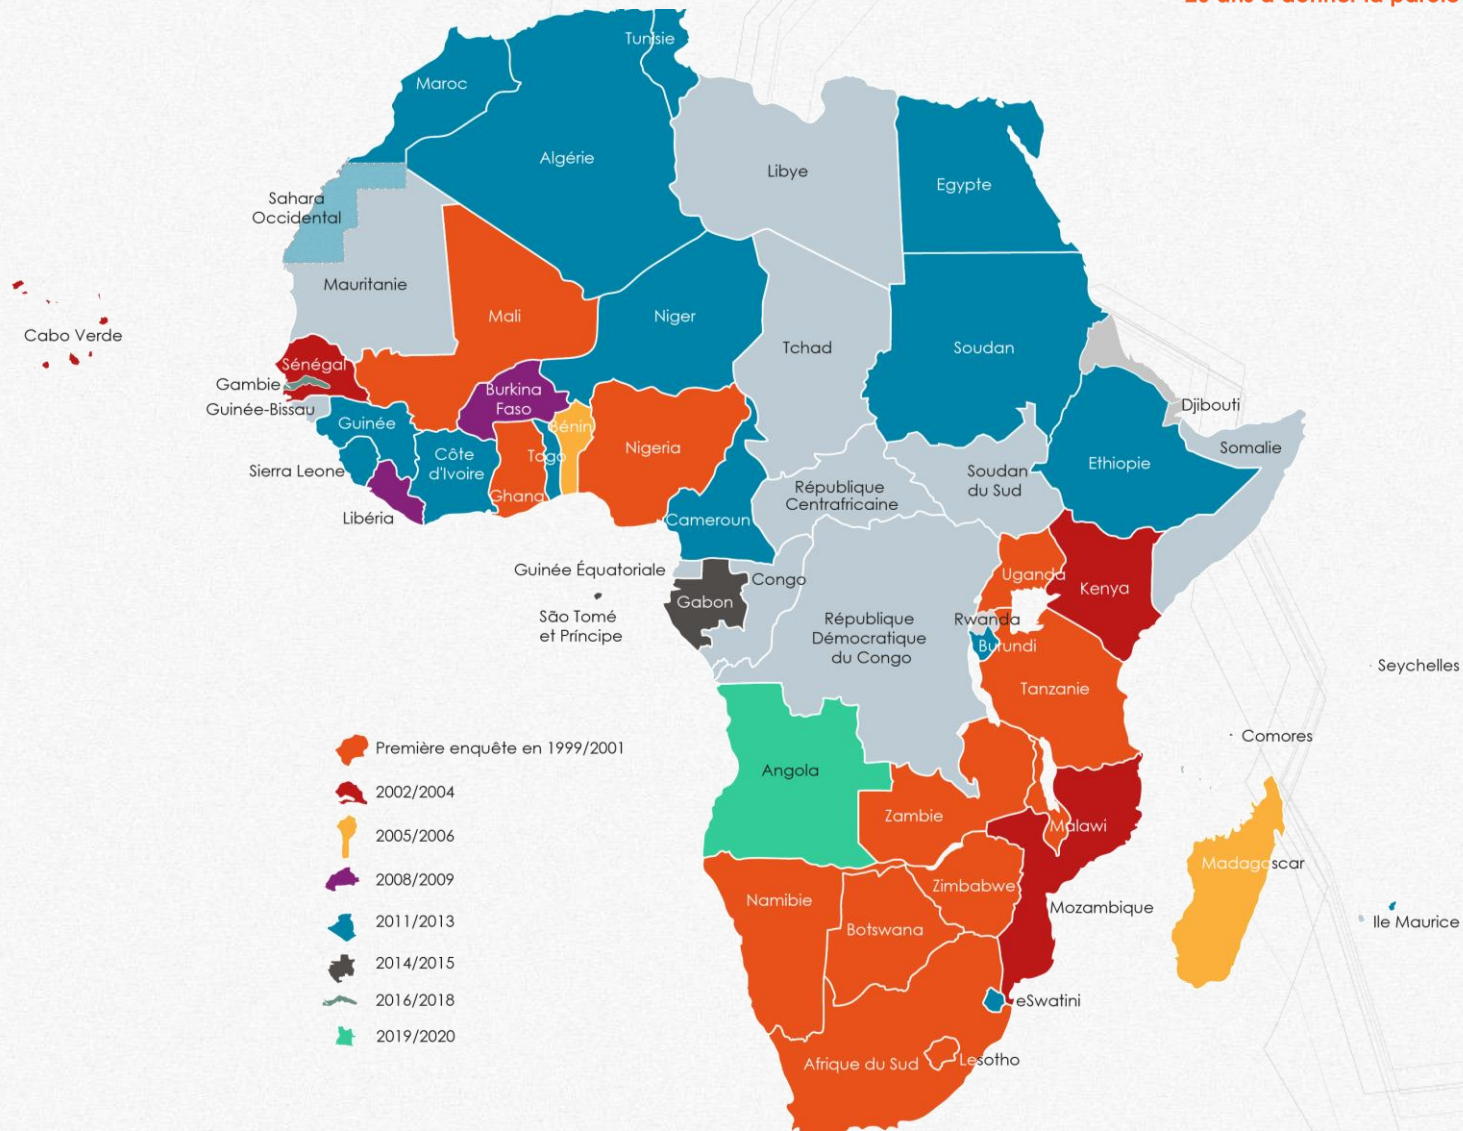 Tunisie
Maroc
Algérie
Libye
Egypte
Sahara
Occidental
Mauritanie
Mali
Niger
Tchad
Soudan
Cabo Verde
Sénégal
Gambie
Guinée-Bissau
Guinée
Sierra Leone
Libéria
Côte
d'Ivoire
Burkina
Faso
Ghana
Togo
Bénin
Nigeria
Cameroun
République
Centrafricaine
Soudan
du Sud
Ethiopie
Djibouti
Somalie
Guinée Équatoriale
São Tomé
et Príncipe
Gabon
Congo
République
Démocratique
du Congo
Uganda
Kenya
Rwanda
Burundi
Tanzanie
Seychelles
Comores
Angola
Zambie
Malawi
Mozambique
Madagascar
Ile Maurice
Zimbabwe
Namibie
Botswana
eSwatini
Lesotho
Afrique du Sud
Première enquête en 1999/2001
2002/2004
2005/2006
2008/2009
2011/2013
2014/2015
2016/2018
2019/2020